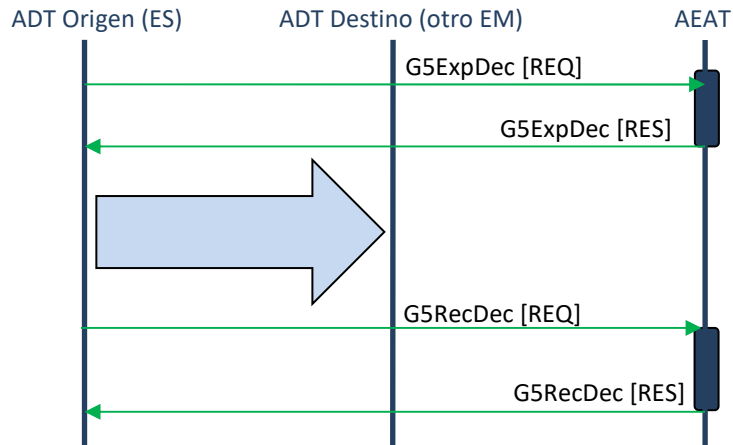 ADT Origen (ES)
ADT Destino (otro EM)
AEAT
G5ExpDec [REQ]
G5ExpDec [RES]
G5RecDec [REQ]
G5RecDec [RES]